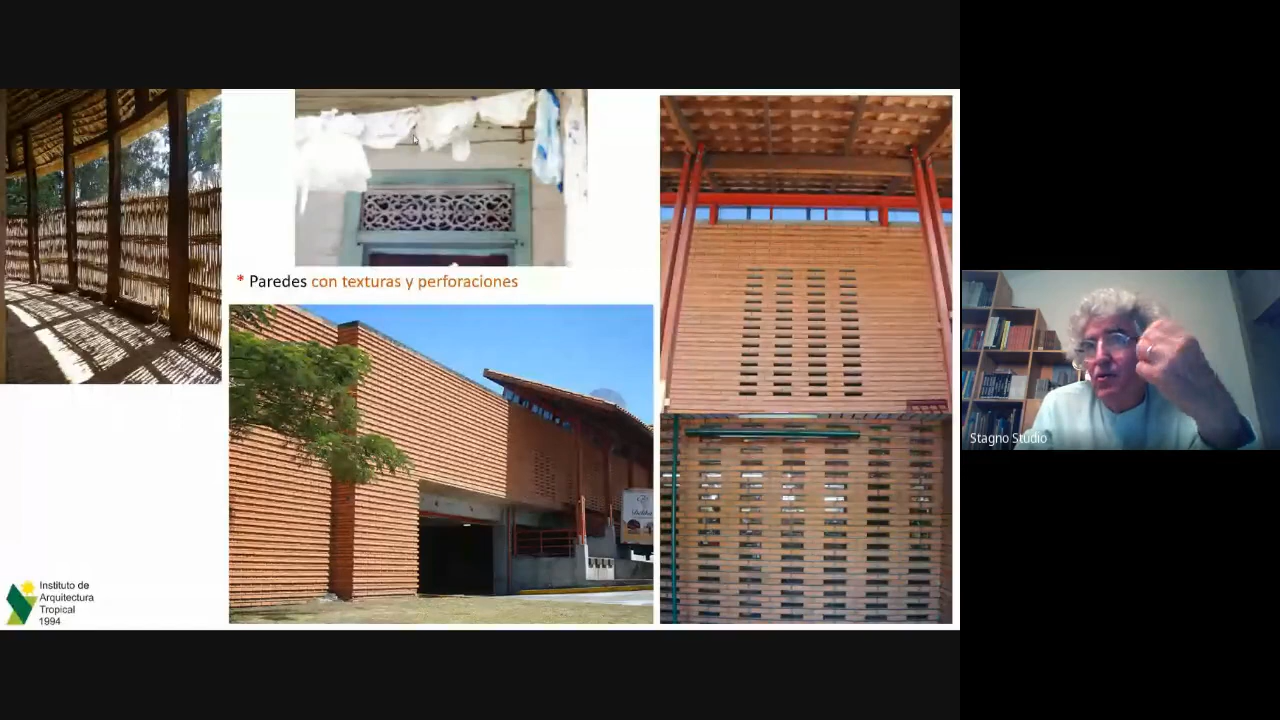 * Paredes con texturas y perforaciones
Instituto de
Arquitectura
Tropical
1994
Stagno Studio